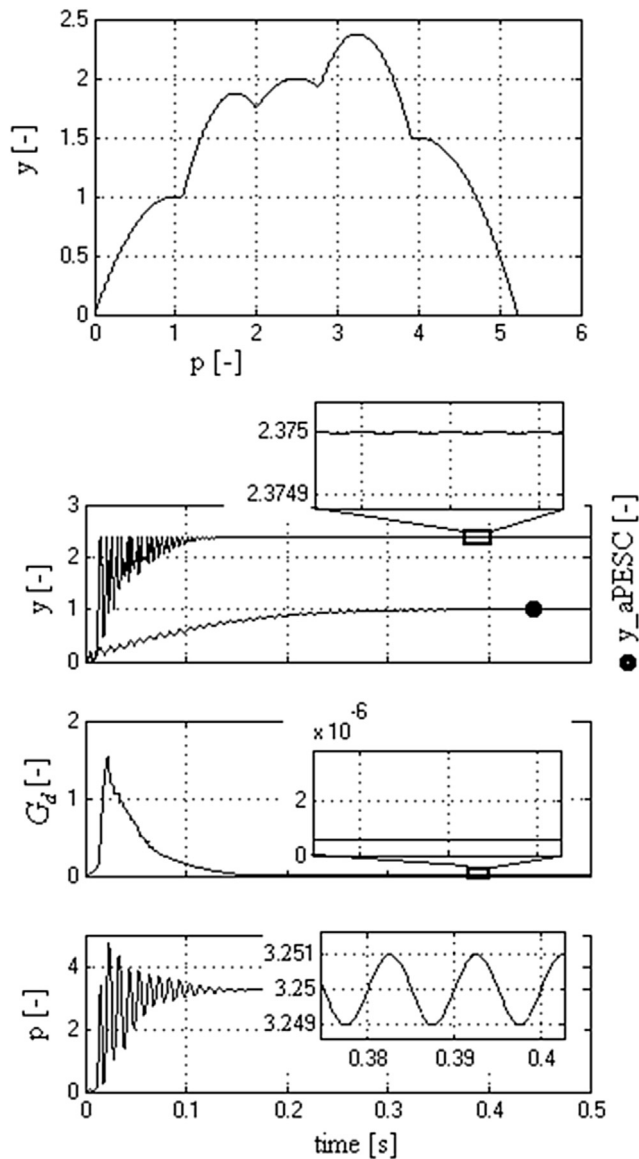 2.5
2
1.5
1
0.5
0
y [-]
0 1 2 3 4 5 6
p [-]
2.375
2.3749
3
2
1
0
y [-]
y_aPESC [-]
x 10^-6
2
1
0
G_d [-]
2
0
4
2
0
p [-]
3.251
3.25
3.249
0.38 0.39 0.4
0 0.1 0.2 0.3 0.4 0.5
time [s]